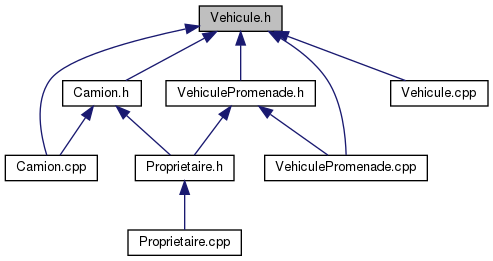 Vehicule.h
Camion.h
VehiculePromenade.h
Vehicule.cpp
Camion.cpp
Proprietaire.h
VehiculePromenade.cpp
Proprietaire.cpp